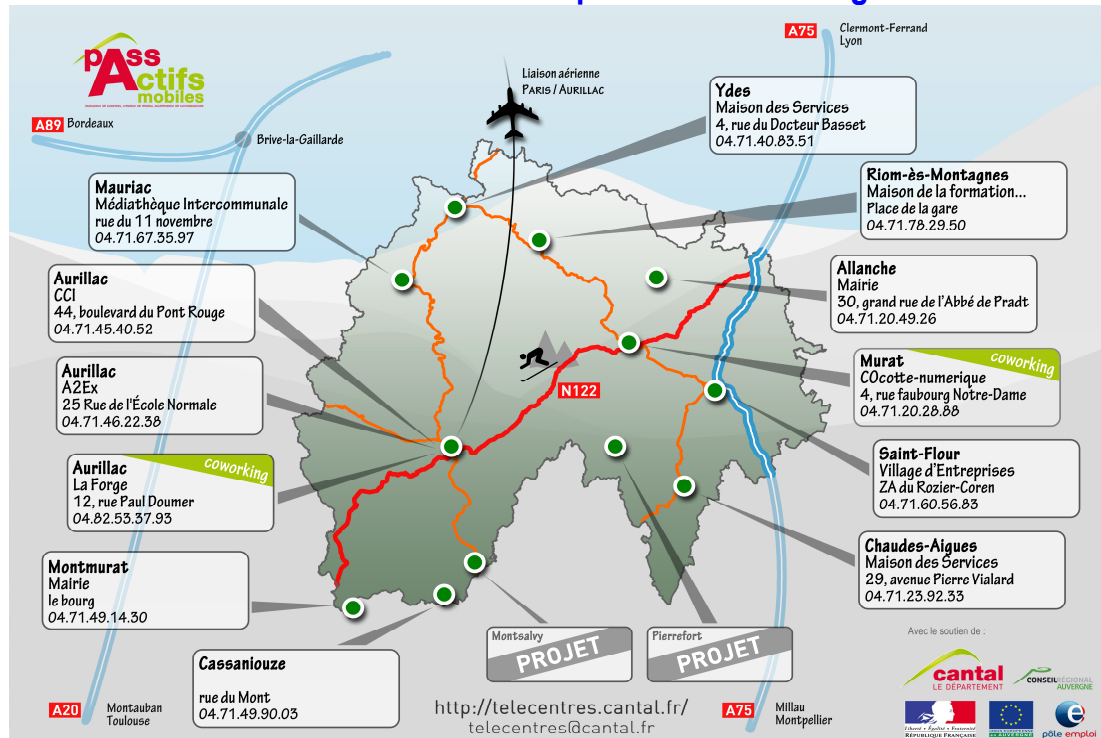 A75 Clermont-Ferrand
Lyon
pAss
Actifs
mobiles
Liaison aérienne
PARIS / AURILLAC
A89 Bordeaux
Brive-la-Gaillarde
Ydes
Maison des Services
4, rue du Docteur Basset
04.71.40.83.51
Mauriac
Médiathèque Intercommunale
rue du 11 novembre
04.71.67.35.97
Riom-ès-Montagnes
Maison de la formation...
Place de la gare
04.71.78.29.50
Aurillac
CCI
44, boulevard du Pont Rouge
04.71.45.40.52
Allanche
Mairie
30, grand rue de l'Abbé de Pradt
04.71.20.49.26
Aurillac
A2Ex
25 Rue de l'École Normale
04.71.46.22.38
N122
Murat
coworking
COcotte-numerique
4, rue faubourg Notre-Dame
04.71.20.28.88
Aurillac
coworking
La Forge
12, rue Paul Doumer
04.82.53.37.93
Saint-Flour
Village d'Entreprises
ZA du Rozier-Coren
04.71.60.56.83
Montmurat
Mairie
le bourg
04.71.49.14.30
Chaudes-Aigues
Maison des Services
29, avenue Pierre Vialard
04.71.23.92.33
Cassaniouze
rue du Mont
04.71.49.90.03
Montsalvy
PROJET
Pierrefort
PROJET
Avec le soutien de :
cantal
LE DÉPARTEMENT
CONSEIL RÉGIONAL
AUVERGNE
A20 Montauban
Toulouse
http://telecentres.cantal.fr/
telecentres@cantal.fr
A75 Millau
Montpellier
Liberté • Égalité • Fraternité
RÉPUBLIQUE FRANÇAISE
pôle emploi